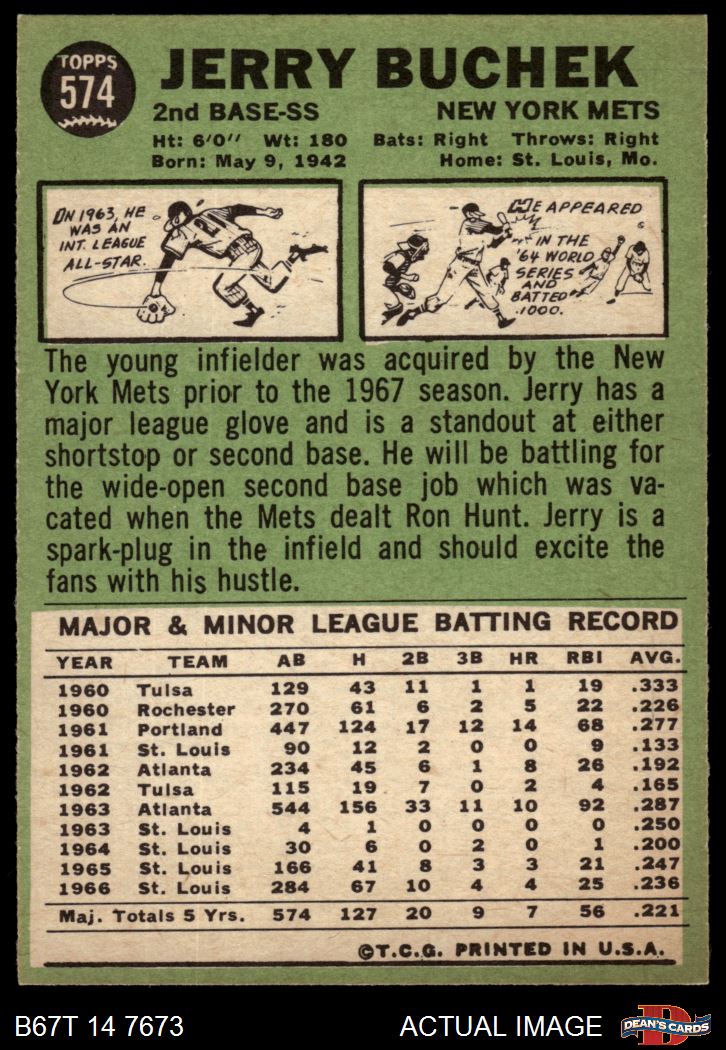 TOPPS
574
JERRY BUCHEK
2nd BASE-SS NEW YORK METS
Ht: 6'0" Wt: 180 Bats: Right Throws: Right
Born: May 9, 1942 Home: St. Louis, Mo.
IN 1963, HE
WAS AN
INT. LEAGUE
ALL-STAR.
HE APPEARED
IN THE
'64 WORLD
SERIES
AND
BATTED
1.000.
The young infielder was acquired by the New
York Mets prior to the 1967 season. Jerry has a
major league glove and is a standout at either
shortstop or second base. He will be battling for
the wide-open second base job which was va-
cated when the Mets dealt Ron Hunt. Jerry is a
spark-plug in the infield and should excite the
fans with his hustle.
MAJOR & MINOR LEAGUE BATTING RECORD
YEAR TEAM AB H 2B 3B HR RBI AVG.
1960 Tulsa 129 43 11 1 1 19 .333
1960 Rochester 270 61 6 2 5 22 .226
1961 Portland 447 124 17 12 14 68 .277
1961 St. Louis 90 12 2 0 0 9 .133
1962 Atlanta 234 45 6 1 8 26 .192
1962 Tulsa 115 19 7 0 2 4 .165
1963 Atlanta 544 156 33 11 10 92 .287
1963 St. Louis 4 1 0 0 0 0 .250
1964 St. Louis 30 6 0 2 0 1 .200
1965 St. Louis 166 41 8 3 3 21 .247
1966 St. Louis 284 67 10 4 4 25 .236
Maj. Totals 5 Yrs. 574 127 20 9 7 56 .221
©T.C.G. PRINTED IN U.S.A.
B67T 14 7673 ACTUAL IMAGE DEAN'S CARDS